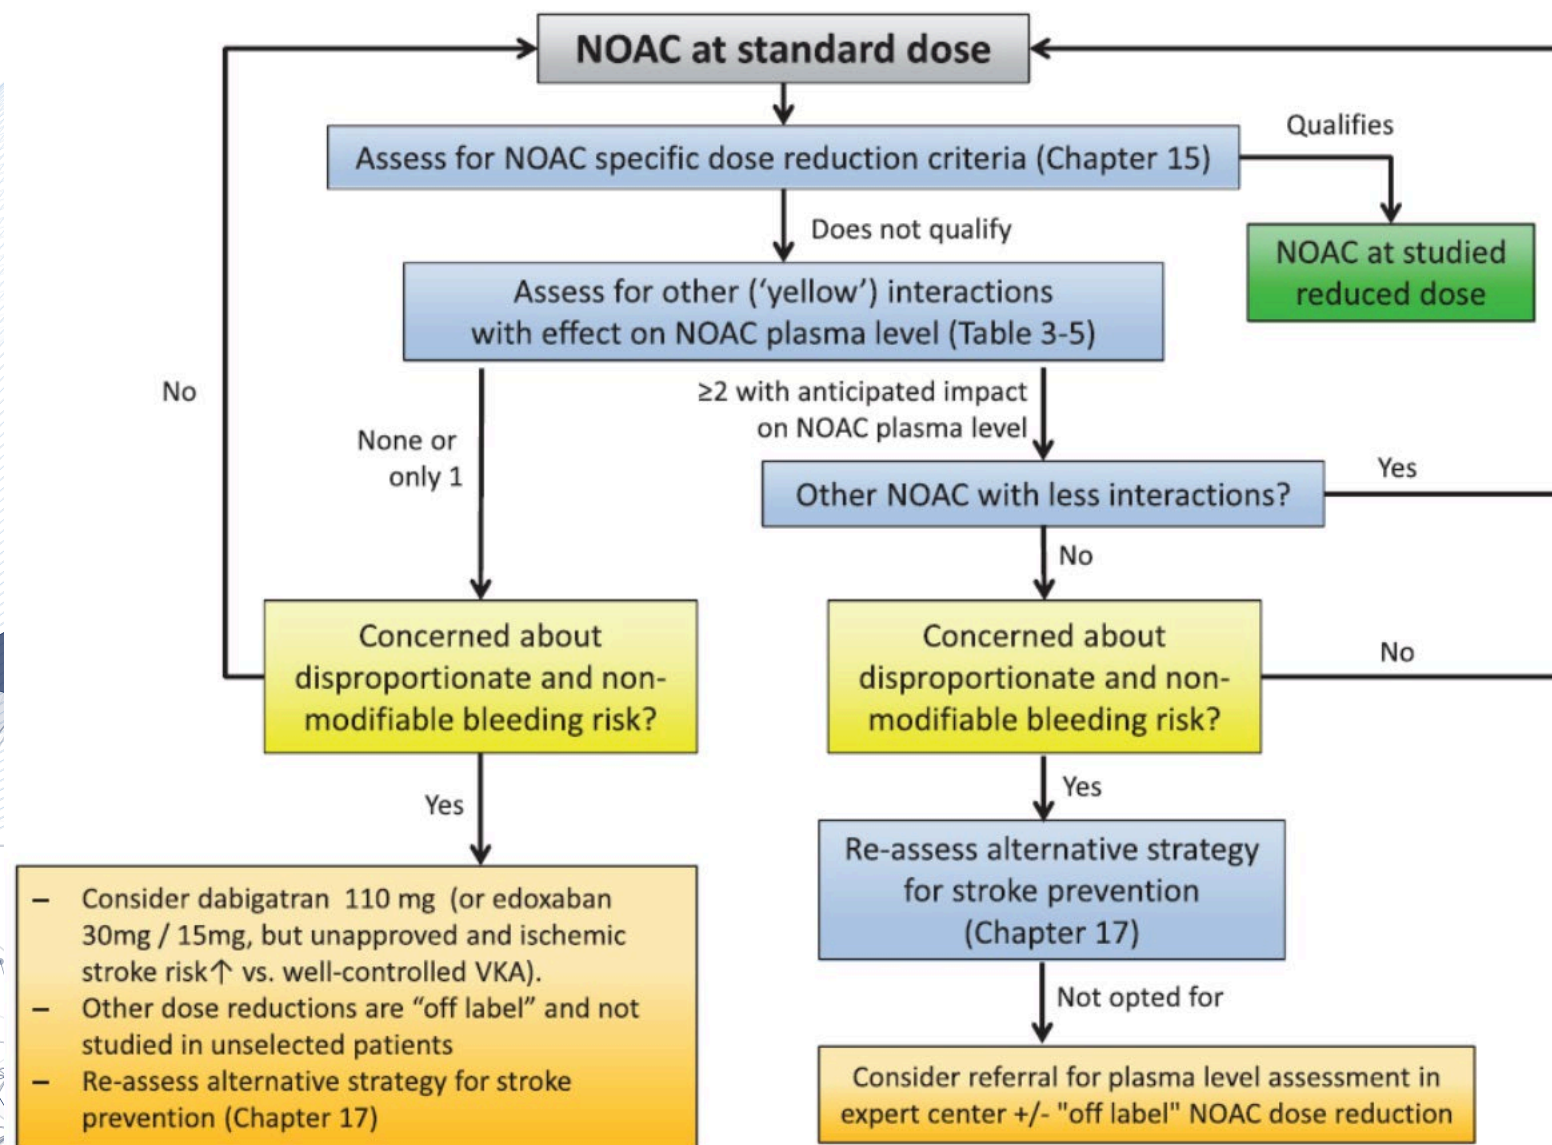 NOAC at standard dose
Qualifies
Assess for NOAC specific dose reduction criteria (Chapter 15)
Does not qualify
NOAC at studied
reduced dose
Assess for other (‘yellow’) interactions
with effect on NOAC plasma level (Table 3-5)
No
≥2 with anticipated impact
on NOAC plasma level
None or
only 1
Yes
Other NOAC with less interactions?
No
Concerned about
disproportionate and non-
modifiable bleeding risk?
Concerned about
disproportionate and non-
modifiable bleeding risk?
No
Yes
Yes
Re-assess alternative strategy
for stroke prevention
(Chapter 17)
– Consider dabigatran 110 mg (or edoxaban
30mg / 15mg, but unapproved and ischemic
stroke risk↑ vs. well-controlled VKA).
– Other dose reductions are “off label” and not
studied in unselected patients
– Re-assess alternative strategy for stroke
prevention (Chapter 17)
Not opted for
Consider referral for plasma level assessment in
expert center +/- "off label" NOAC dose reduction